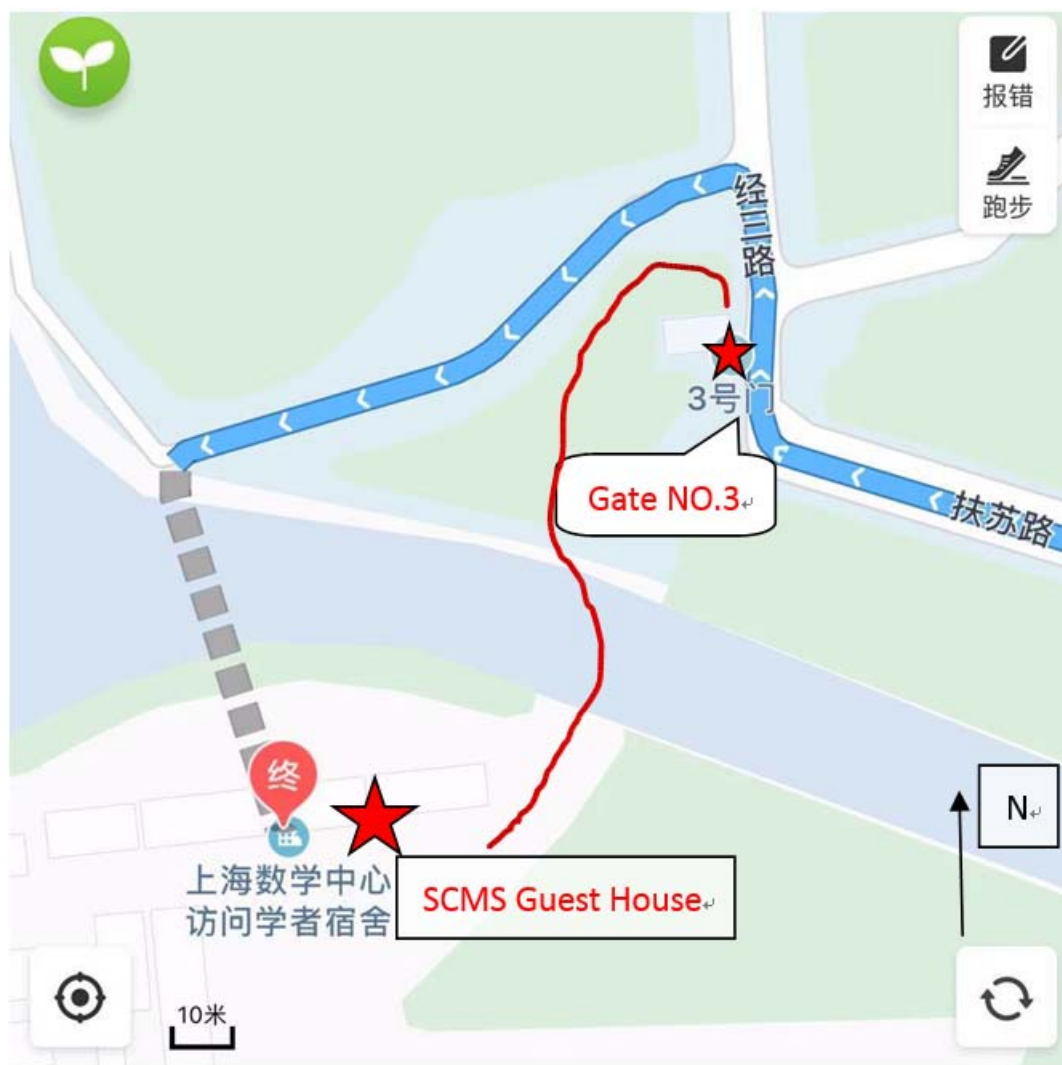 报错
跑步
经三路
3号门
Gate NO.3
扶苏路
终
N
上海数学中心
访问学者宿舍
SCMS Guest House
10米